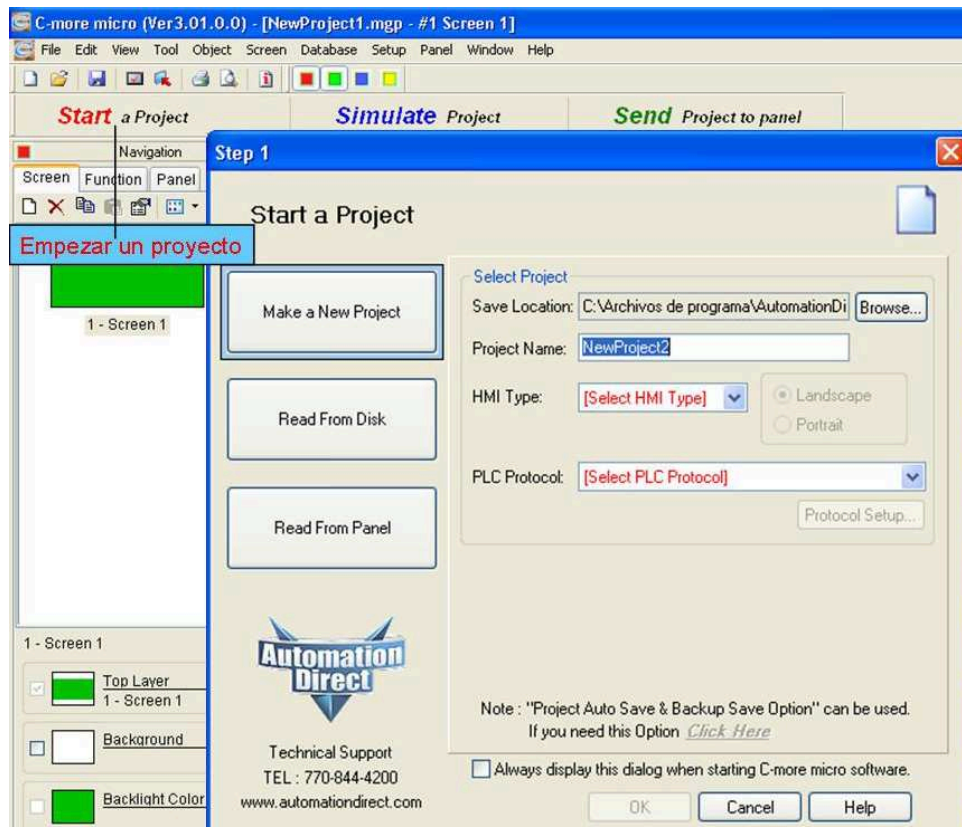 C-more micro (Ver3.01.0.0) - [NewProject1.mgp - #1 Screen 1]
File Edit View Tool Object Screen Database Setup Panel Window Help
Start a Project
Simulate Project
Send Project to panel
Navigation
Step 1
Screen Function Panel
Start a Project
Empezar un proyecto
1 - Screen 1
Make a New Project
Read From Disk
Read From Panel
Select Project
Save Location: C:\Archivos de programa\AutomationDi Browse...
Project Name: NewProject2
HMI Type: [Select HMI Type]
Landscape
Portrait
PLC Protocol: [Select PLC Protocol]
Protocol Setup...
1 - Screen 1
Top Layer
1 - Screen 1
Background
Backlight Color
Automation
Direct
Technical Support
TEL : 770-844-4200
www.automationdirect.com
Note : "Project Auto Save & Backup Save Option" can be used.
If you need this Option Click Here
Always display this dialog when starting C-more micro software.
OK Cancel Help